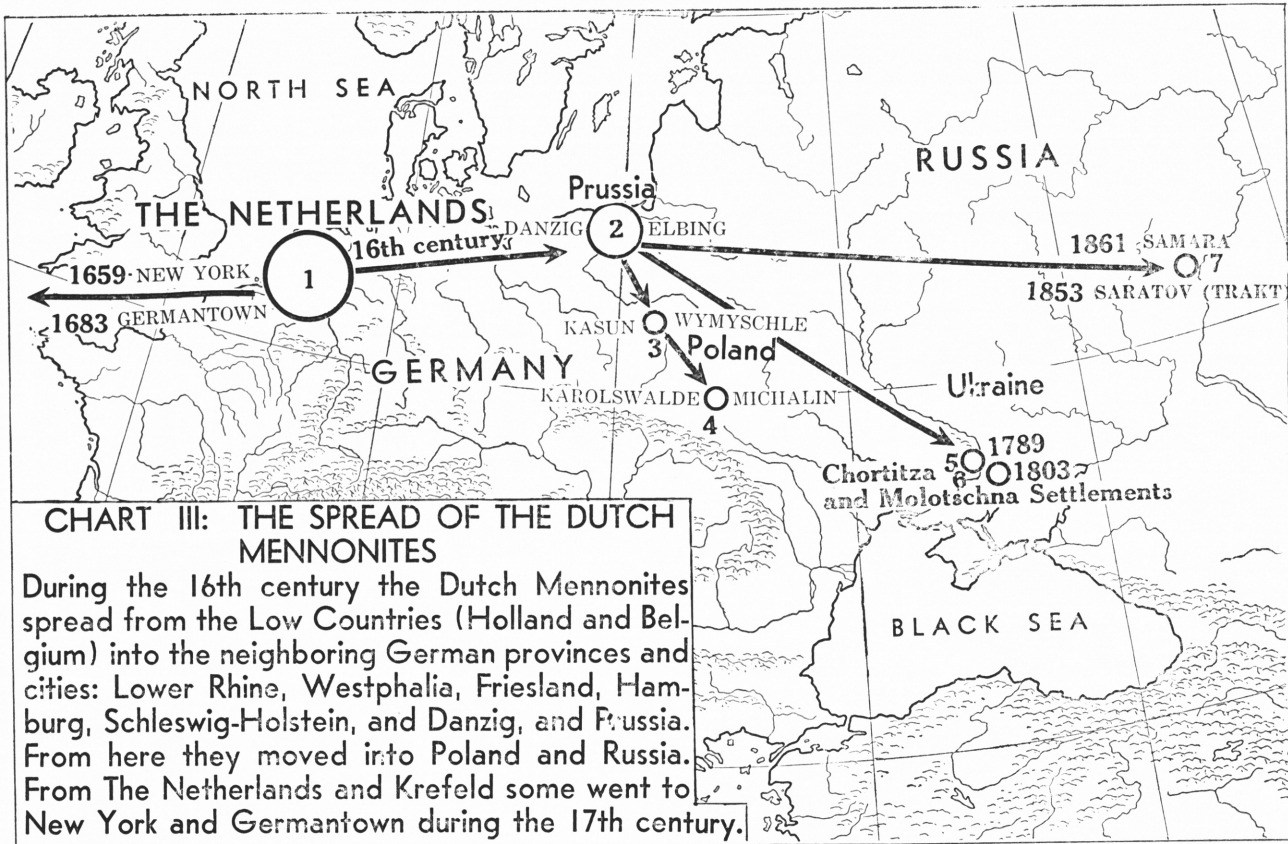 NORTH SEA
RUSSIA
Prussia
THE NETHERLANDS
DANZIG 2 ELBING
16th century
1861 SAMARA
1659 NEW YORK
1
7
1853 SARATOV (TRAKT)
1683 GERMANTOWN
KASUN WYMYSCHLE
3 Poland
GERMANY
Ukraine
KAROLSWALDE MICHALIN
4
1789
Chortitza 5
6 1803
and Molotschna Settlements
BLACK SEA
CHART III: THE SPREAD OF THE DUTCH
MENNONITES
During the 16th century the Dutch Mennonites
spread from the Low Countries (Holland and Bel-
gium) into the neighboring German provinces and
cities: Lower Rhine, Westphalia, Friesland, Ham-
burg, Schleswig-Holstein, and Danzig, and Prussia.
From here they moved into Poland and Russia.
From The Netherlands and Krefeld some went to
New York and Germantown during the 17th century.